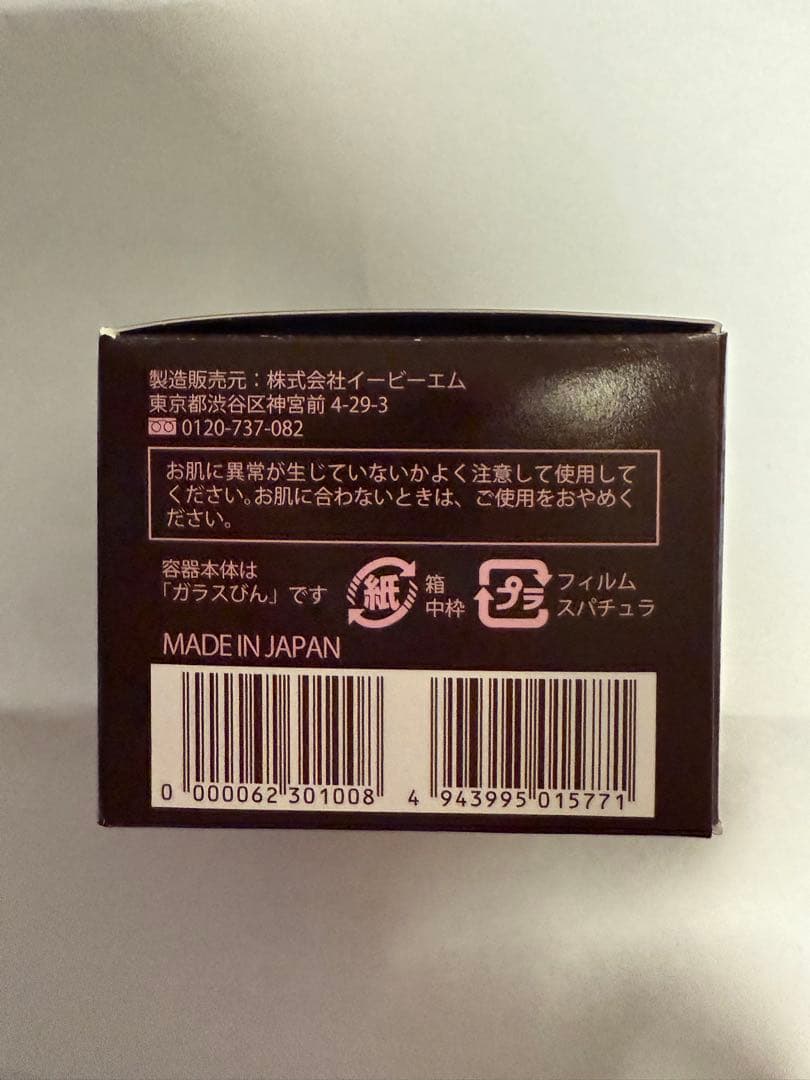 製造販売元：株式会社イービーエム
東京都渋谷区神宮前 4-29-3
0120-737-082
お肌に異常が生じていないかよく注意して使用して
ください。お肌に合わないときは、ご使用をおやめく
ださい。
容器本体は
「ガラスびん」です
紙
箱
中枠
プラ
フィルム
スパチュラ
MADE IN JAPAN
0 000062 301008
4 943995 015771